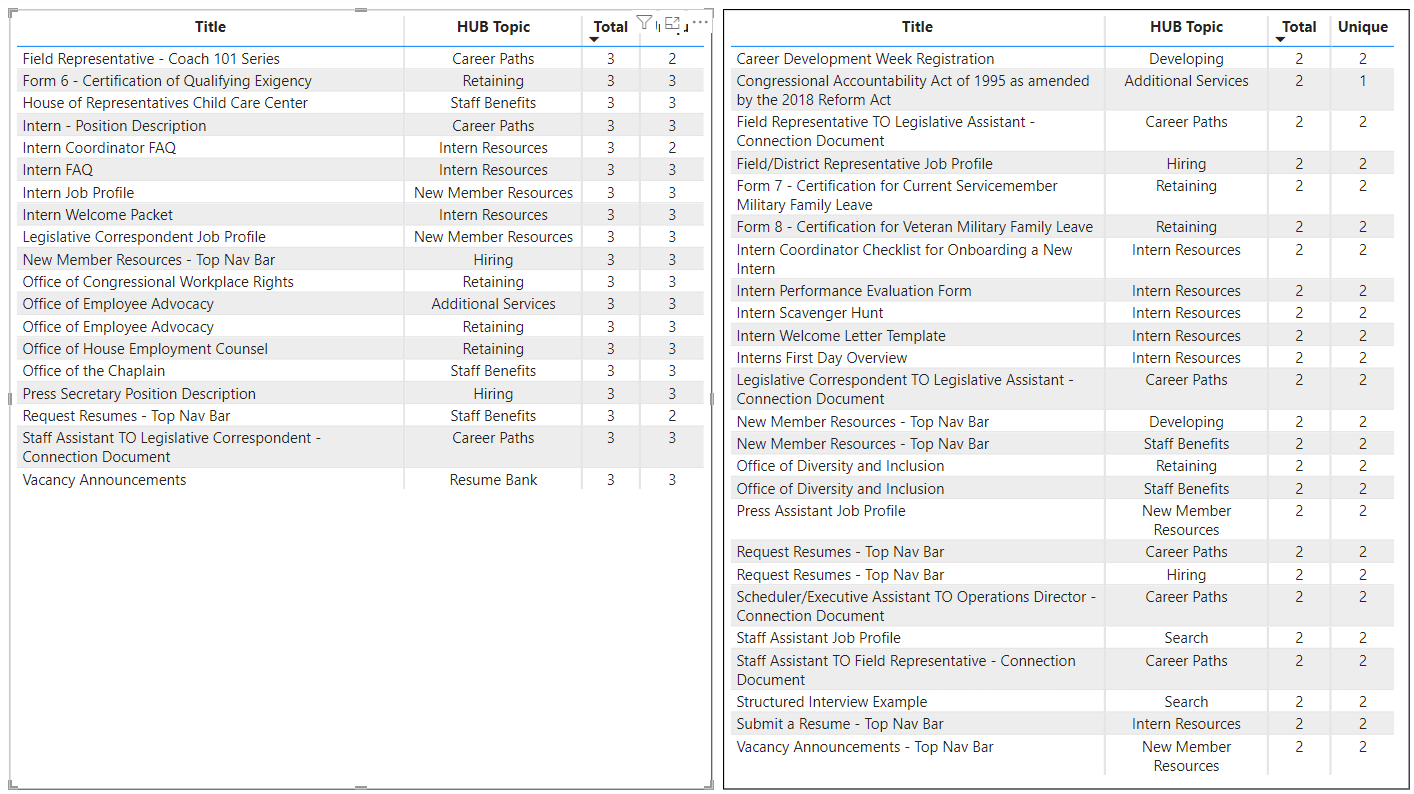 Title HUB Topic Total
Field Representative - Coach 101 Series Career Paths 3 2
Form 6 - Certification of Qualifying Exigency Retaining 3 3
House of Representatives Child Care Center Staff Benefits 3 3
Intern - Position Description Career Paths 3 3
Intern Coordinator FAQ Intern Resources 3 2
Intern FAQ Intern Resources 3 3
Intern Job Profile New Member Resources 3 3
Intern Welcome Packet Intern Resources 3 3
Legislative Correspondent Job Profile New Member Resources 3 3
New Member Resources - Top Nav Bar Hiring 3 3
Office of Congressional Workplace Rights Retaining 3 3
Office of Employee Advocacy Additional Services 3 3
Office of Employee Advocacy Retaining 3 3
Office of House Employment Counsel Retaining 3 3
Office of the Chaplain Staff Benefits 3 3
Press Secretary Position Description Hiring 3 3
Request Resumes - Top Nav Bar Staff Benefits 3 2
Staff Assistant TO Legislative Correspondent - Career Paths 3 3
Connection Document
Vacancy Announcements Resume Bank 3 3
Title HUB Topic Total Unique
Career Development Week Registration Developing 2 2
Congressional Accountability Act of 1995 as amended Additional Services 2 1
by the 2018 Reform Act
Field Representative TO Legislative Assistant - Career Paths 2 2
Connection Document
Field/District Representative Job Profile Hiring 2 2
Form 7 - Certification for Current Servicemember Retaining 2 2
Military Family Leave
Form 8 - Certification for Veteran Military Family Leave Retaining 2 2
Intern Coordinator Checklist for Onboarding a New Intern Resources 2 2
Intern
Intern Performance Evaluation Form Intern Resources 2 2
Intern Scavenger Hunt Intern Resources 2 2
Intern Welcome Letter Template Intern Resources 2 2
Interns First Day Overview Intern Resources 2 2
Legislative Correspondent TO Legislative Assistant - Career Paths 2 2
Connection Document
New Member Resources - Top Nav Bar Developing 2 2
New Member Resources - Top Nav Bar Staff Benefits 2 2
Office of Diversity and Inclusion Retaining 2 2
Office of Diversity and Inclusion Staff Benefits 2 2
Press Assistant Job Profile New Member 2 2
Resources
Request Resumes - Top Nav Bar Career Paths 2 2
Request Resumes - Top Nav Bar Hiring 2 2
Scheduler/Executive Assistant TO Operations Director - Career Paths 2 2
Connection Document
Staff Assistant Job Profile Search 2 2
Staff Assistant TO Field Representative - Connection Career Paths 2 2
Document
Structured Interview Example Search 2 2
Submit a Resume - Top Nav Bar Intern Resources 2 2
Vacancy Announcements - Top Nav Bar New Member 2 2
Resources